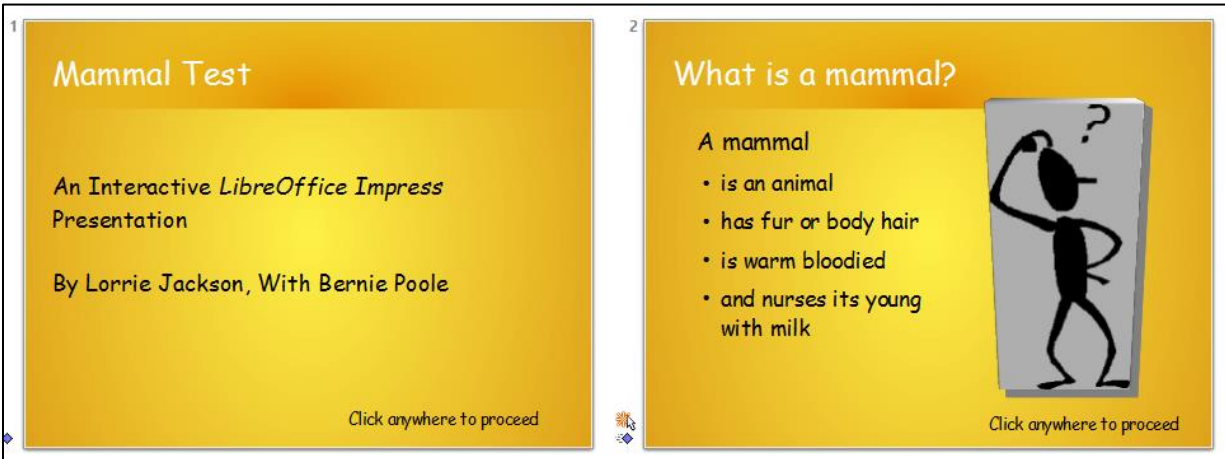 1
Mammal Test
An Interactive LibreOffice Impress
Presentation
By Lorrie Jackson, With Bernie Poole
Click anywhere to proceed
2
What is a mammal?
?
A mammal
• is an animal
• has fur or body hair
• is warm bloodied
• and nurses its young
with milk
Click anywhere to proceed